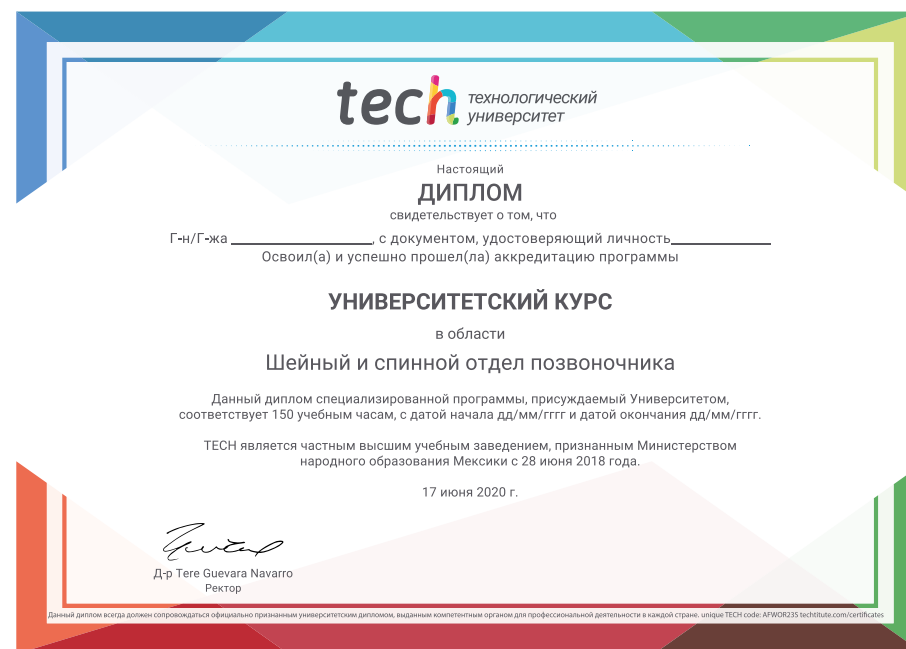 tech технологический
университет
Настоящий
ДИПЛОМ
свидетельствует о том, что
Г-н/Г-жа ________________, с документом, удостоверяющий личность___________
Освоил(а) и успешно прошел(ла) аккредитацию программы
УНИВЕРСИТЕТСКИЙ КУРС
в области
Шейный и спинной отдел позвоночника
Данный диплом специализированной программы, присуждаемый Университетом,
соответствует 150 учебным часам, с датой начала дд/мм/гггг и датой окончания дд/мм/гггг.
TECH является частным высшим учебным заведением, признанным Министерством
народного образования Мексики с 28 июня 2018 года.
17 июня 2020 г.
Д-р Tere Guevara Navarro
Ректор
Данный диплом всегда должен сопровождаться официально признанным университетским дипломом, выданным компетентным органом для профессиональной деятельности в каждой стране. unique TECH code: AFWOR23S techtitute.com/certificates